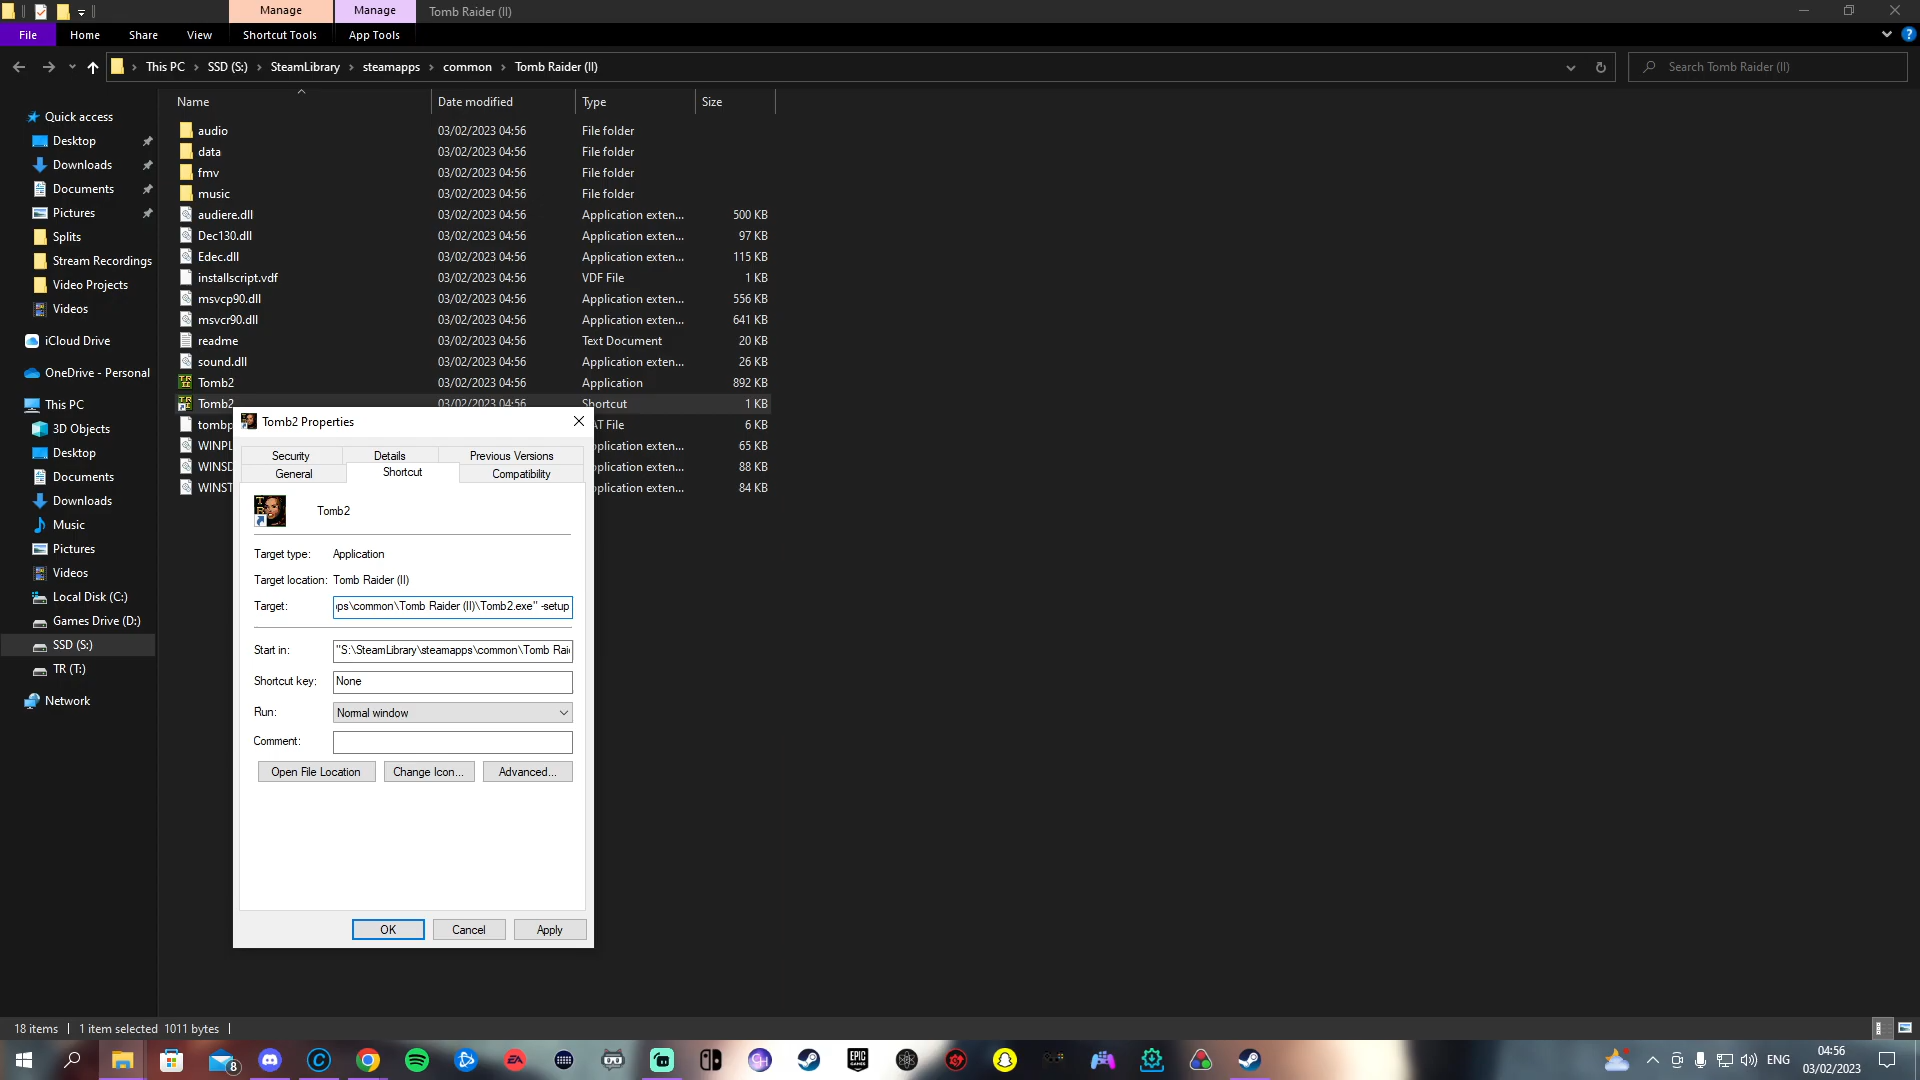 Manage
Manage
Tomb Raider (II)
File
Home
Share
View
Shortcut Tools
App Tools
This PC
SSD (S:)
SteamLibrary
steamapps
common
Tomb Raider (II)
Search Tomb Raider (II)
Name
Date modified
Type
Size
Quick access
Desktop
Downloads
Documents
Pictures
Splits
Stream Recordings
Video Projects
Videos
iCloud Drive
OneDrive - Personal
This PC
3D Objects
Desktop
Documents
Downloads
Music
Pictures
Videos
Local Disk (C:)
Games Drive (D:)
SSD (S:)
TR (T:)
Network
audio 03/02/2023 04:56 File folder
data 03/02/2023 04:56 File folder
fmv 03/02/2023 04:56 File folder
music 03/02/2023 04:56 File folder
audiere.dll 03/02/2023 04:56 Application exten... 500 KB
Dec130.dll 03/02/2023 04:56 Application exten... 97 KB
Edec.dll 03/02/2023 04:56 Application exten... 115 KB
installscript.vdf 03/02/2023 04:56 VDF File 1 KB
msvcp90.dll 03/02/2023 04:56 Application exten... 556 KB
msvcr90.dll 03/02/2023 04:56 Application exten... 641 KB
readme 03/02/2023 04:56 Text Document 20 KB
sound.dll 03/02/2023 04:56 Application exten... 26 KB
Tomb2 03/02/2023 04:56 Application 892 KB
Tomb2 03/02/2023 04:56 Shortcut 1 KB
tombp AT File 6 KB
WINPL pplication exten... 65 KB
WINSD pplication exten... 88 KB
WINST pplication exten... 84 KB
Tomb2 Properties
Security
Details
Previous Versions
General
Shortcut
Compatibility
Tomb2
Target type: Application
Target location: Tomb Raider (II)
Target: ps\common\Tomb Raider (II)\Tomb2.exe" -setup
Start in: "S:\SteamLibrary\steamapps\common\Tomb Rai
Shortcut key: None
Run: Normal window
Comment:
Open File Location
Change Icon...
Advanced...
OK
Cancel
Apply
18 items
1 item selected 1011 bytes
8
EA
EPIC GAMES
CH
ENG
04:56
03/02/2023